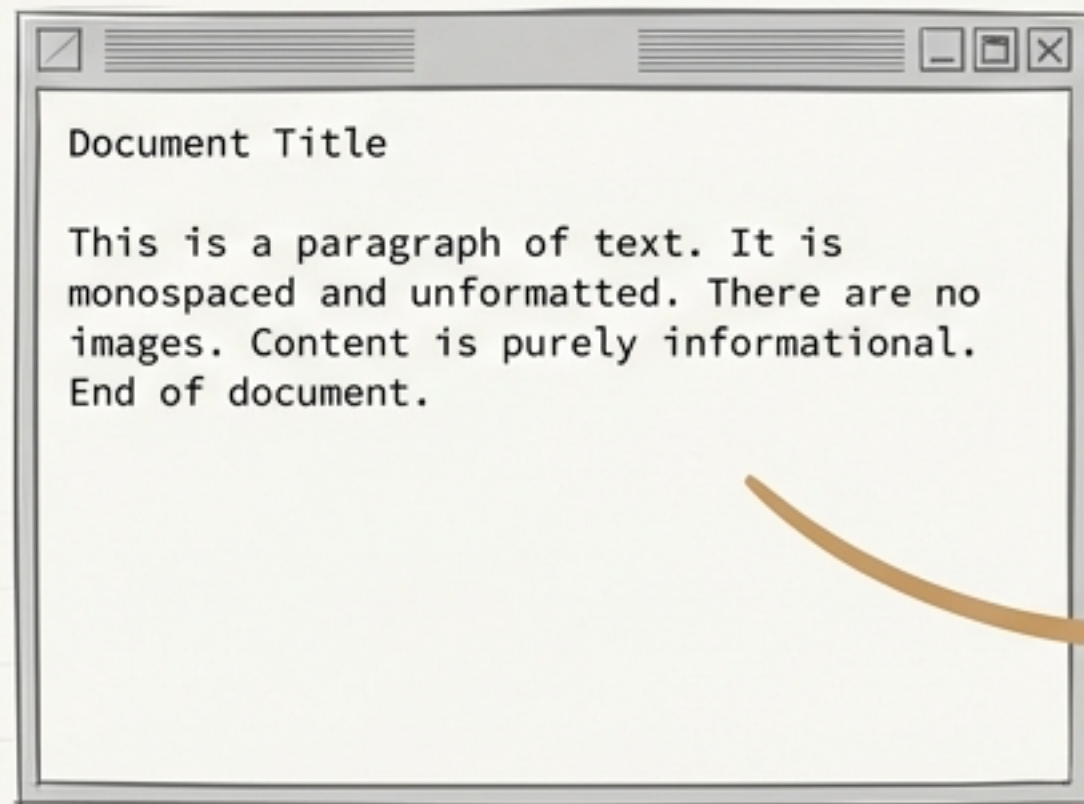 Document Title
This is a paragraph of text. It is
monospaced and unformatted. There are no
images. Content is purely informational.
End of document.